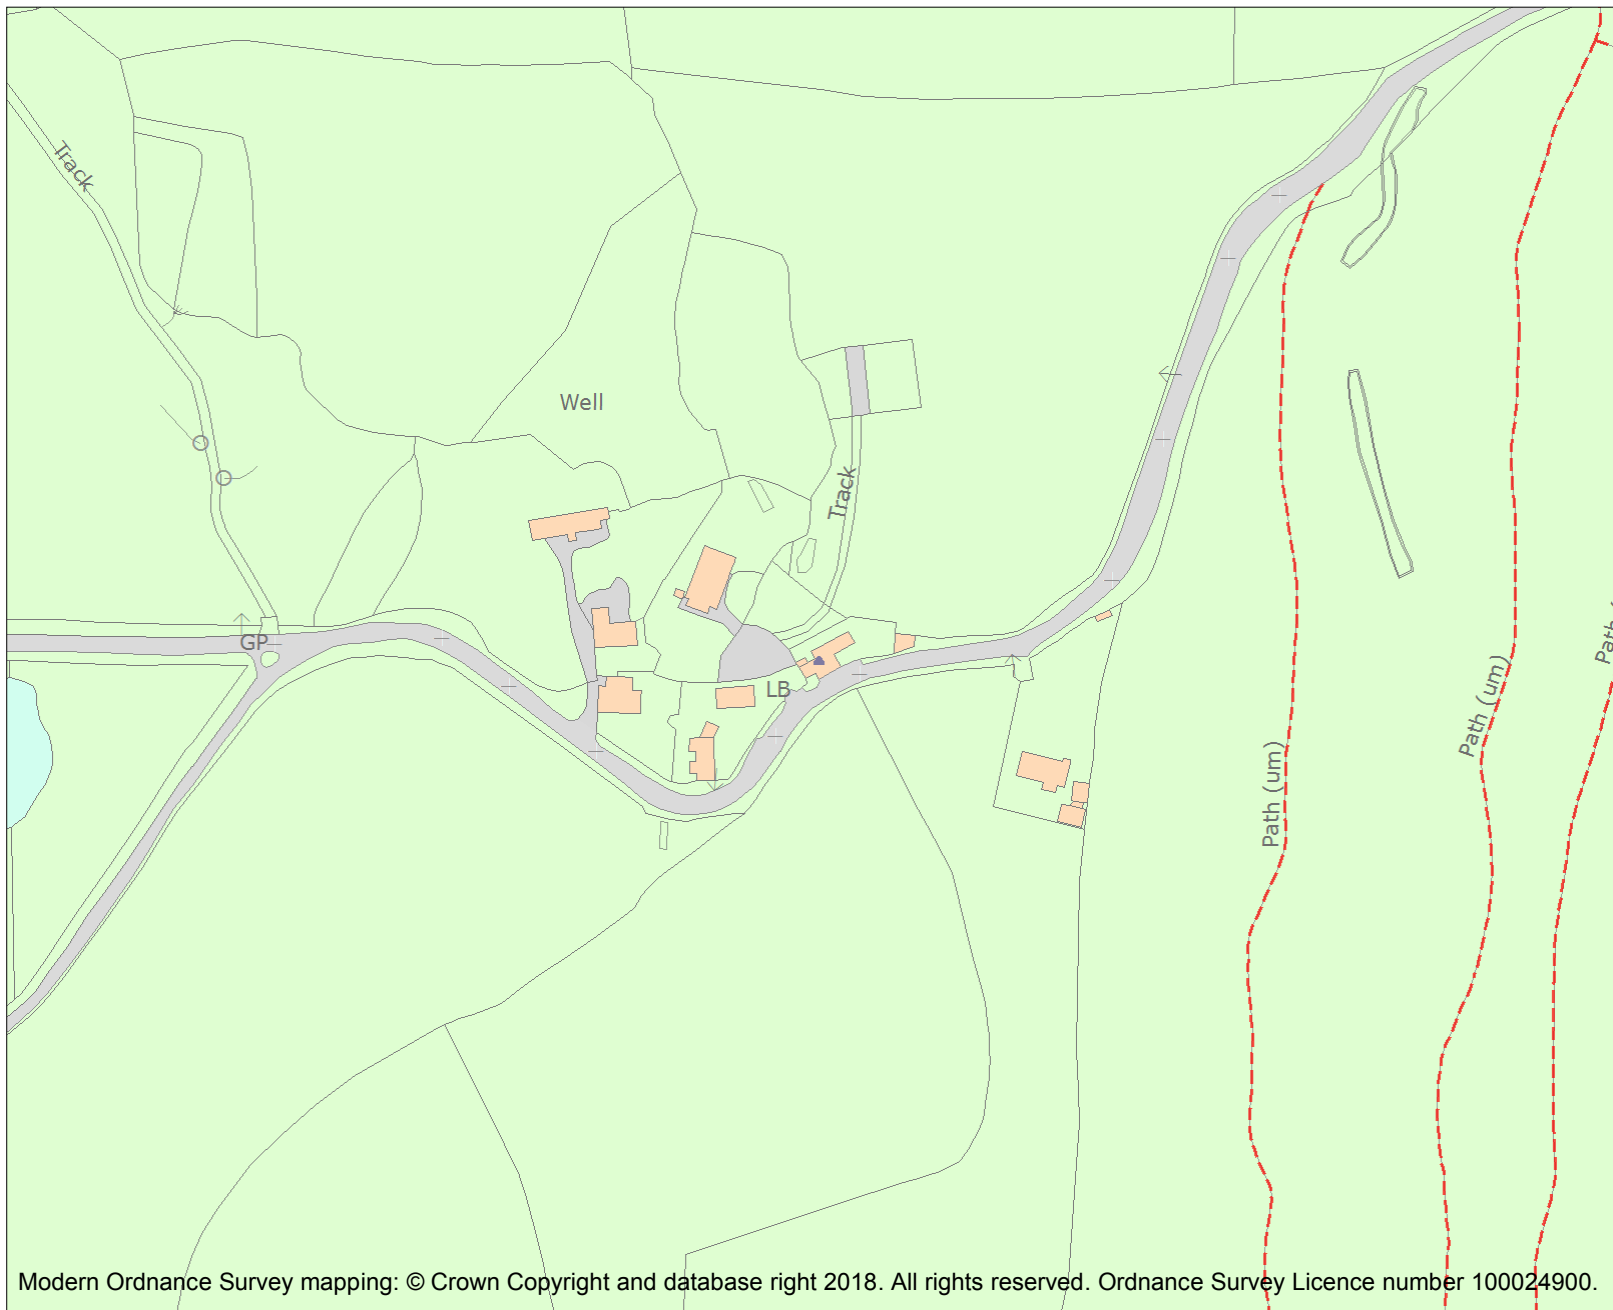 Track
Well
Track
GP
LB
Path (um)
Path (um)
Path
Modern Ordnance Survey mapping: © Crown Copyright and database right 2018. All rights reserved. Ordnance Survey Licence number 100024900.